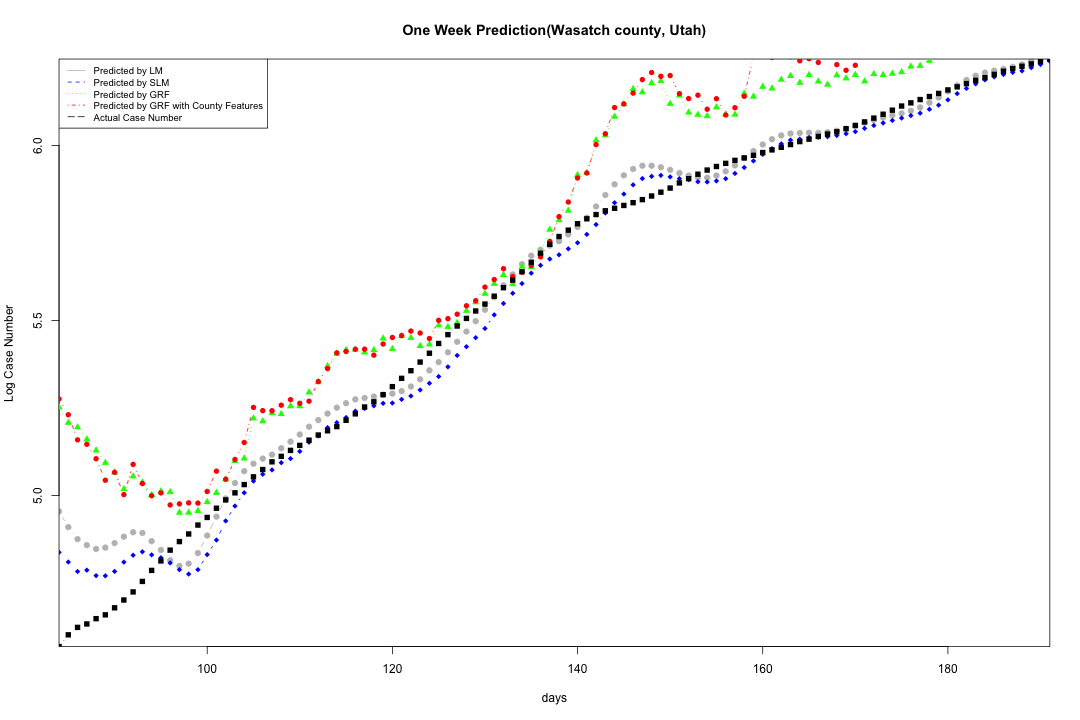 One Week Prediction(Wasatch county, Utah)
Predicted by LM
Predicted by SLM
Predicted by GRF
Predicted by GRF with County Features
Actual Case Number
Log Case Number
6.0
5.5
5.0
100 120 140 160 180
days